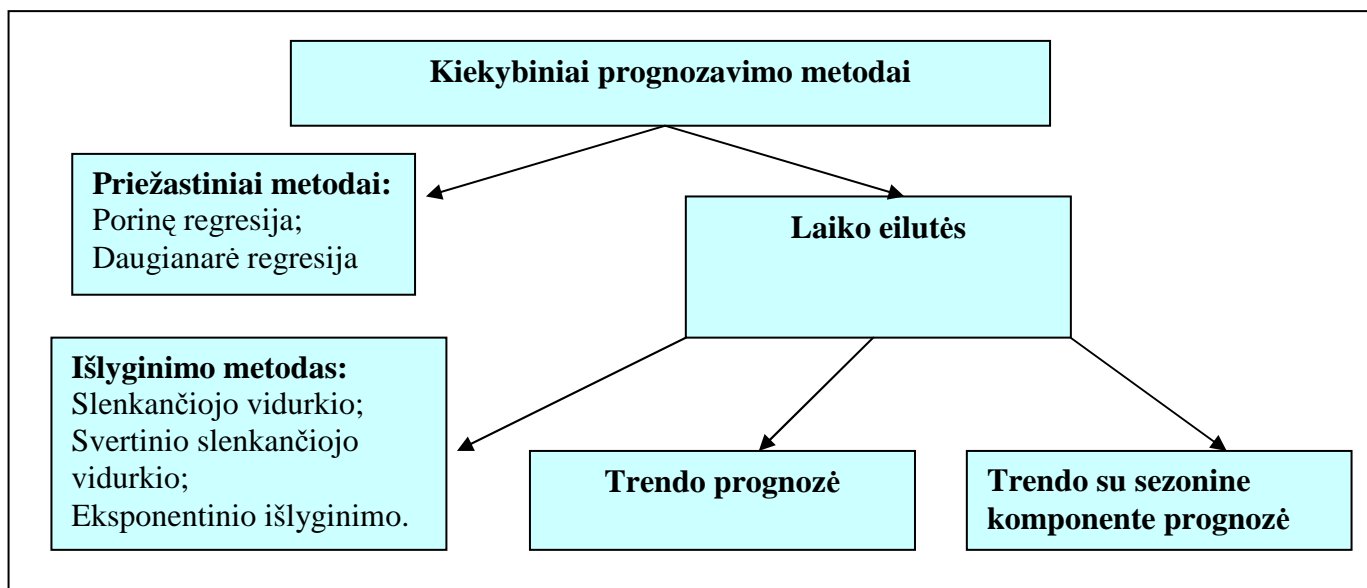 Kiekybiniai prognozavimo metodai
Priežastiniai metodai:
Porinę regresija;
Daugianarė regresija
Laiko eilutės
Išlyginimo metodas:
Slenkančiojo vidurkio;
Svertinio slenkančiojo
vidurkio;
Eksponentinio išlyginimo.
Trendo prognozė
Trendo su sezonine
komponente prognozė